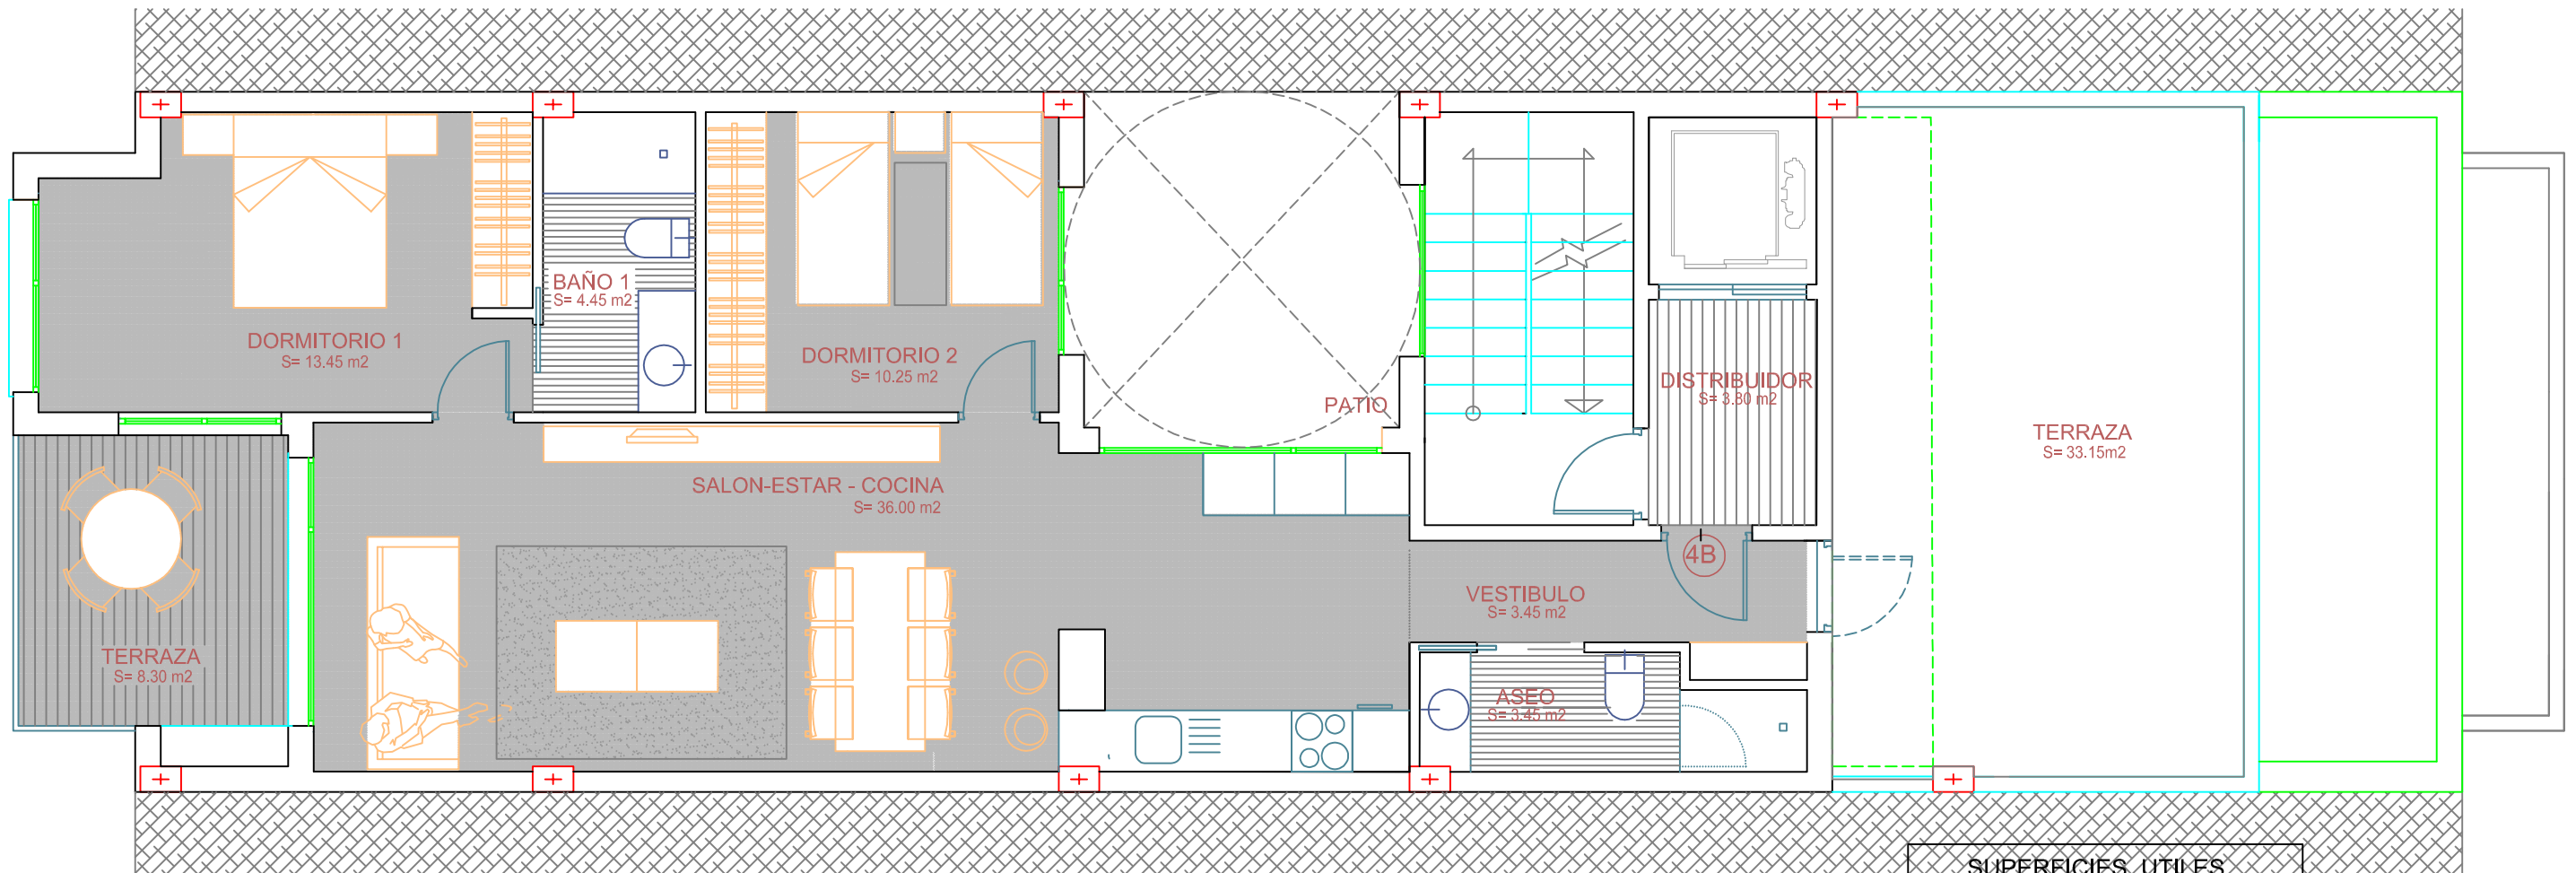 BAÑO 1
S= 4.45 m2
DORMITORIO 1
S= 13.45 m2
DORMITORIO 2
S= 10.25 m2
PATIO
DISTRIBUIDOR
S= 3.80 m2
TERRAZA
S= 33.15m2
SALON-ESTAR - COCINA
S= 36.00 m2
4B
VESTIBULO
S= 3.45 m2
TERRAZA
S= 8.30 m2
ASEO
S= 3.45 m2
SUPERFICIES UTILES